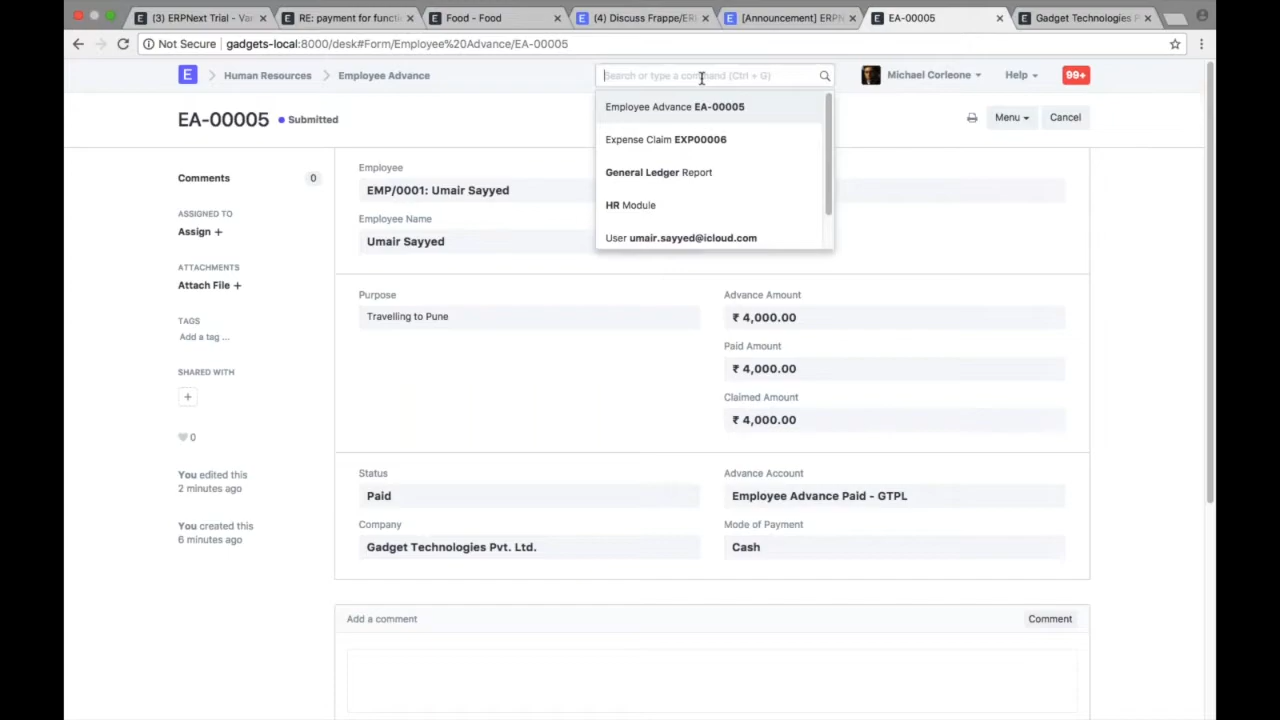 (3) ERPNext Trial - Var
RE: payment for functi
Food - Food
(4) Discuss Frappe/ERI
[Announcement] ERPN
EA-00005
Gadget Technologies P
Not Secure
gadgets-local:8000/desk#Form/Employee%20Advance/EA-00005
E
Human Resources
Employee Advance
Search or type a command (Ctrl + G)
Michael Corleone
Help
99+
EA-00005
Submitted
Menu
Cancel
Employee Advance EA-00005
Expense Claim EXP00006
General Ledger Report
HR Module
User umair.sayyed@icloud.com
Comments
0
ASSIGNED TO
Assign +
ATTACHMENTS
Attach File +
TAGS
Add a tag ...
SHARED WITH
+
0
You edited this
2 minutes ago
You created this
6 minutes ago
Employee
EMP/0001: Umair Sayyed
Employee Name
Umair Sayyed
Purpose
Travelling to Pune
Advance Amount
₹ 4,000.00
Paid Amount
₹ 4,000.00
Claimed Amount
₹ 4,000.00
Status
Paid
Company
Gadget Technologies Pvt. Ltd.
Advance Account
Employee Advance Paid - GTPL
Mode of Payment
Cash
Add a comment
Comment